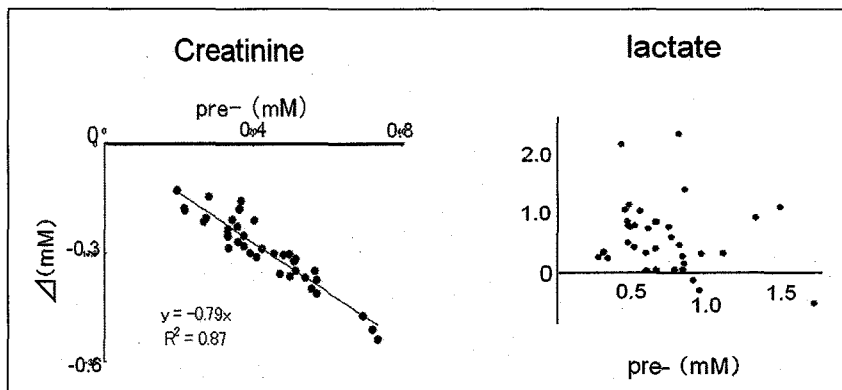 Creatinine
pre- (mM)
0
0.4
0.8
-0.3
-0.6
⊿(mM)
y = -0.79x
R² = 0.87
lactate
2.0
1.0
0
0.5
1.0
1.5
pre- (mM)